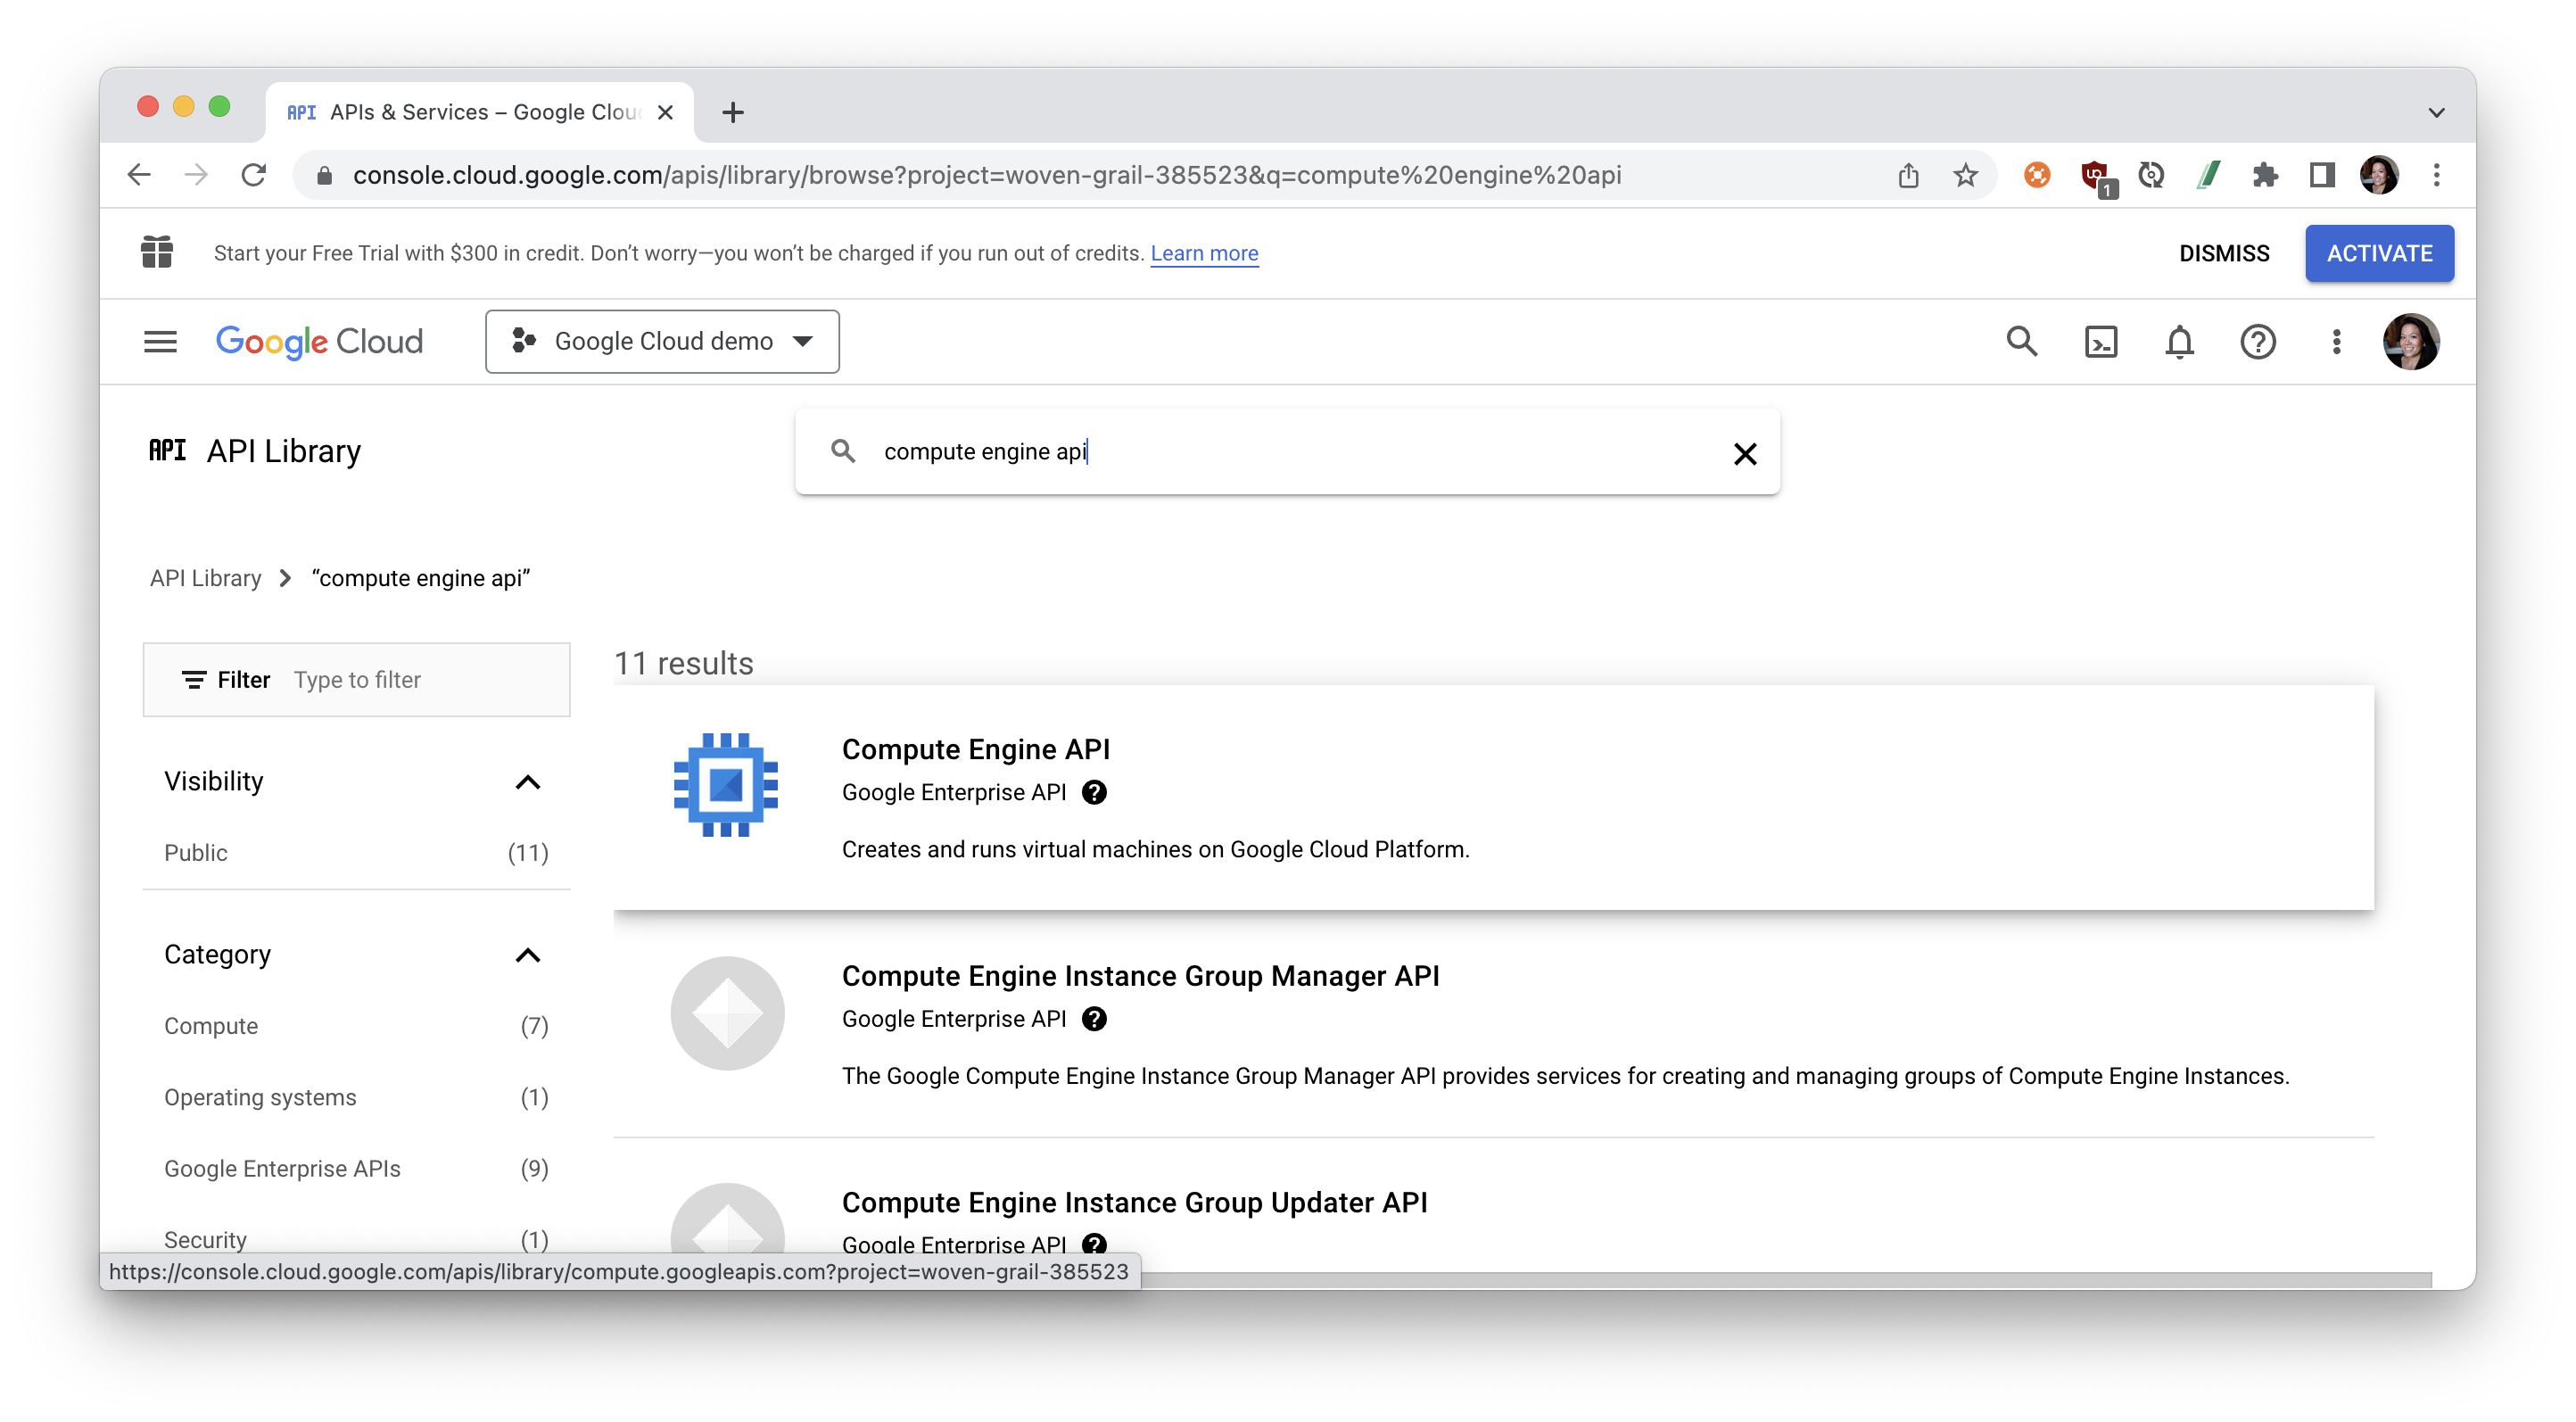 API APIs & Services – Google Clou
console.cloud.google.com/apis/library/browse?project=woven-grail-385523&q=compute%20engine%20api
1
Start your Free Trial with $300 in credit. Don’t worry—you won’t be charged if you run out of credits. Learn more
DISMISS
ACTIVATE
Google Cloud
Google Cloud demo
API API Library
compute engine api
API Library
“compute engine api”
Filter Type to filter
Visibility
Public (11)
Category
Compute (7)
Operating systems (1)
Google Enterprise APIs (9)
Security (1)
11 results
Compute Engine API
Google Enterprise API
Creates and runs virtual machines on Google Cloud Platform.
Compute Engine Instance Group Manager API
Google Enterprise API
The Google Compute Engine Instance Group Manager API provides services for creating and managing groups of Compute Engine Instances.
Compute Engine Instance Group Updater API
Google Enterprise API
https://console.cloud.google.com/apis/library/compute.googleapis.com?project=woven-grail-385523